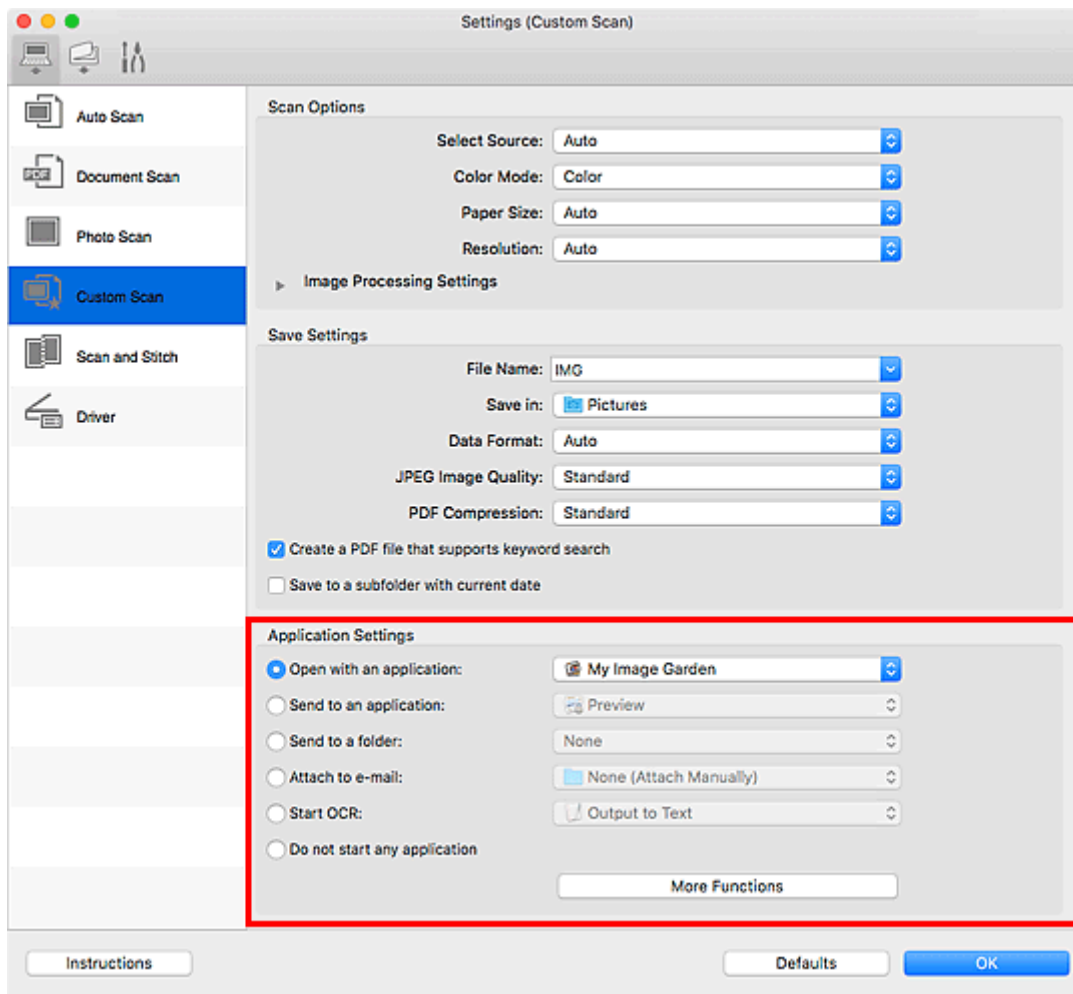 Settings (Custom Scan)
Auto Scan
PDF
Document Scan
Photo Scan
Custom Scan
Scan and Stitch
Driver
Scan Options
Select Source: Auto
Color Mode: Color
Paper Size: Auto
Resolution: Auto
Image Processing Settings
Save Settings
File Name: IMG
Save in: Pictures
Data Format: Auto
JPEG Image Quality: Standard
PDF Compression: Standard
Create a PDF file that supports keyword search
Save to a subfolder with current date
Application Settings
Open with an application: My Image Garden
Send to an application: Preview
Send to a folder: None
Attach to e-mail: None (Attach Manually)
Start OCR: Output to Text
Do not start any application
More Functions
Instructions Defaults OK